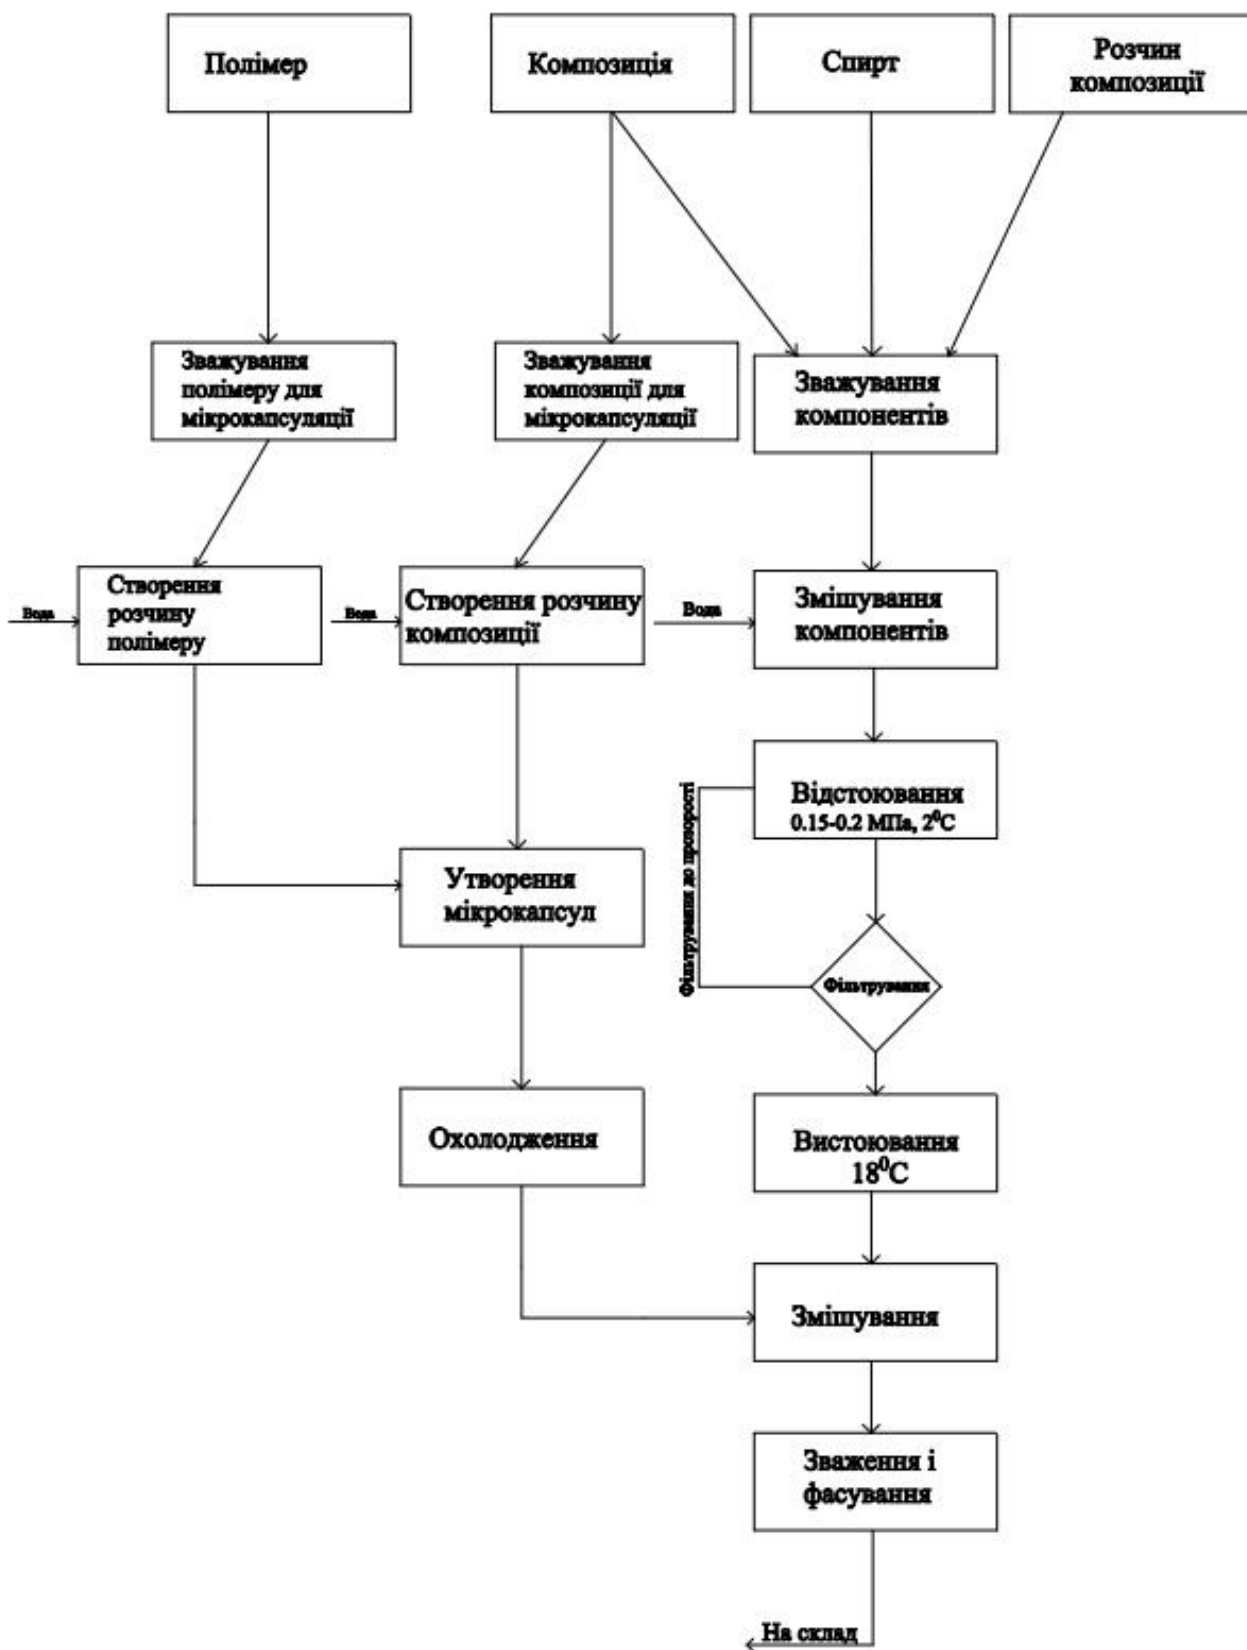 Полімер
Композиція
Спирт
Розчин
композиції
Зважування
полімеру для
мікрокапсуляції
Зважування
композиції для
мікрокапсуляції
Зважування
компонентів
Вода
Створення
розчину
полімеру
Вода
Створення розчину
композиції
Вода
Змішування
компонентів
Відстоювання
0.15-0.2 МПа, 2⁰С
Фільтрування до прозорості
Утворення
мікрокапсул
Фільтрування
Охолодження
Вистоювання
18⁰С
Змішування
Зваження і
фасування
На склад